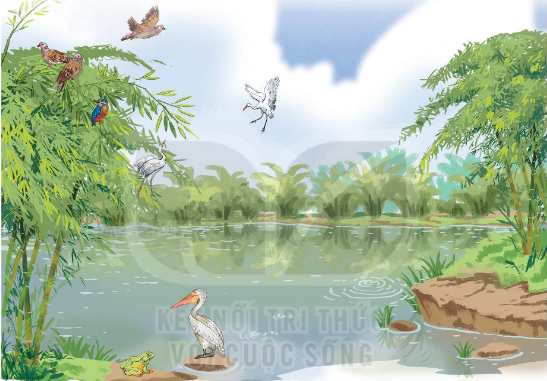 KẾT NỐI TRI THỨC
VỚI CUỘC SỐNG